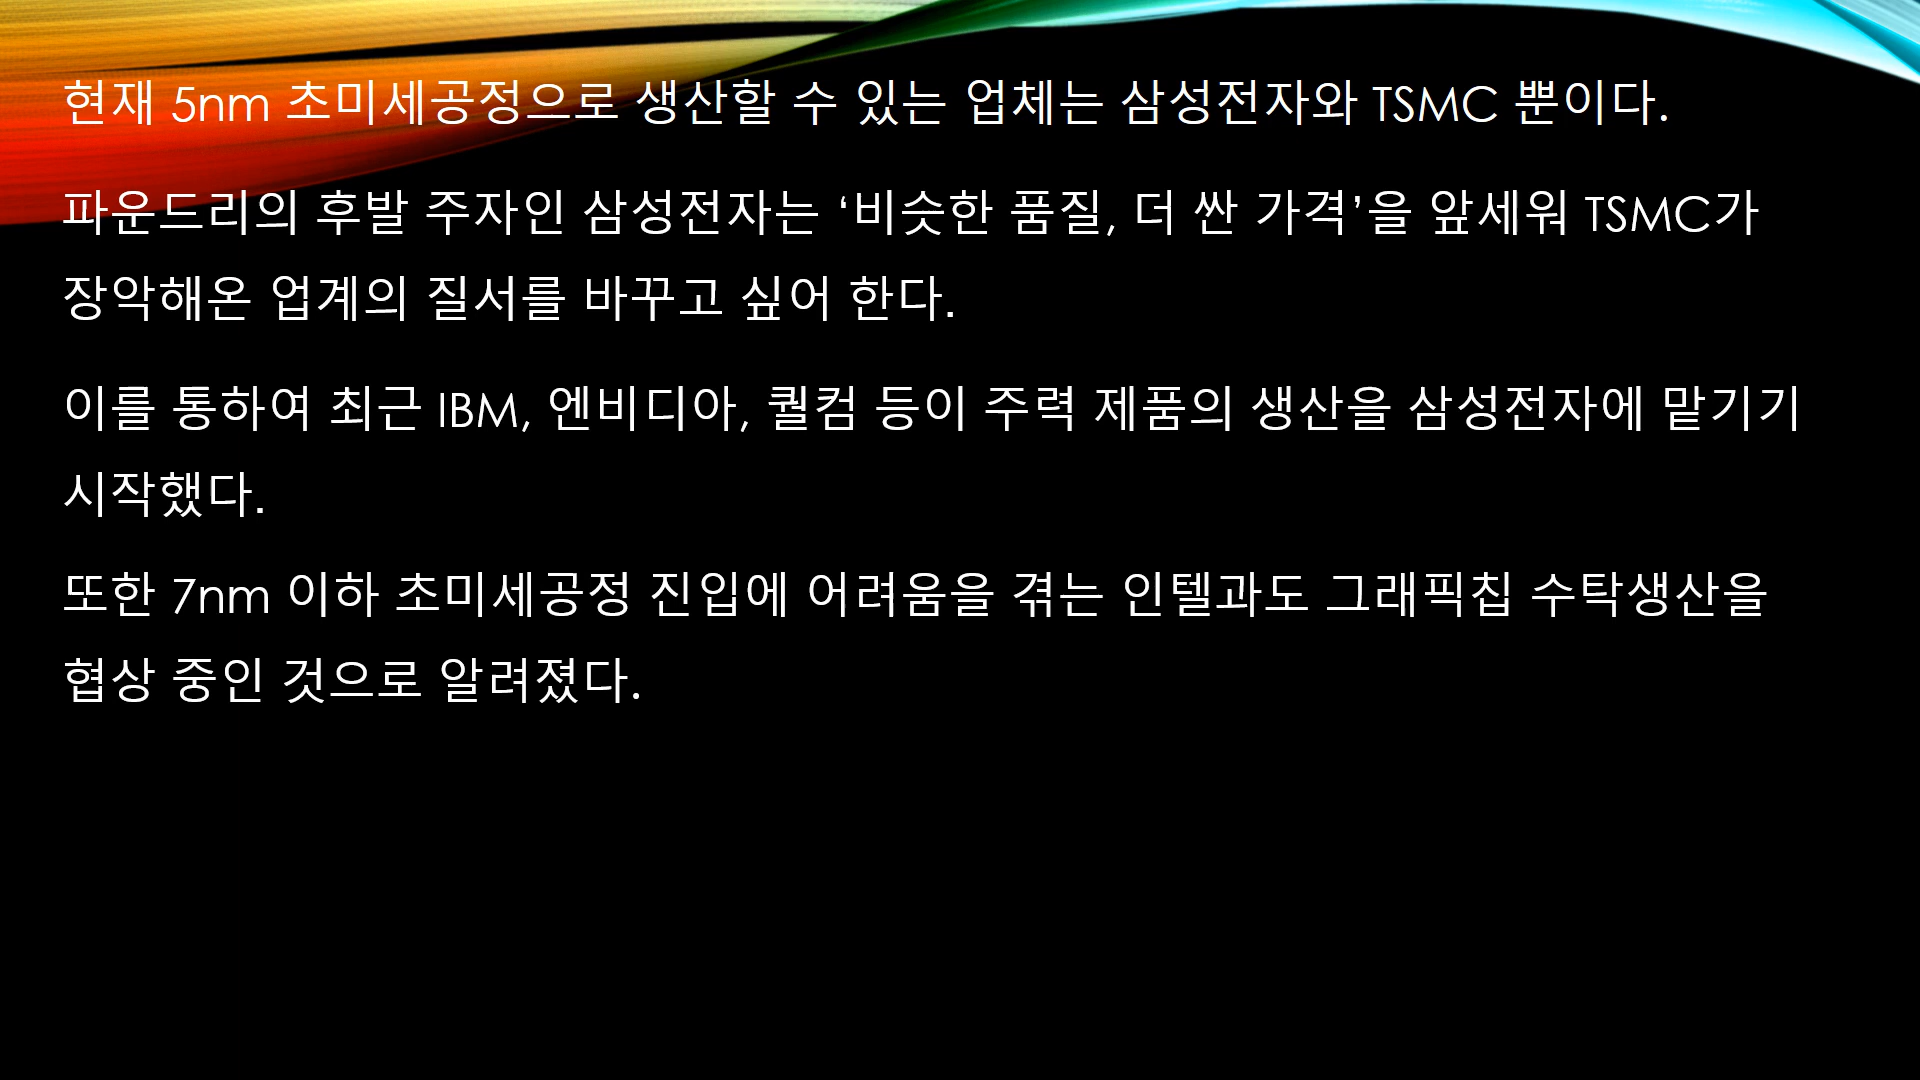 현재 5nm 초미세공정으로 생산할 수 있는 업체는 삼성전자와 TSMC 뿐이다.
파운드리의 후발 주자인 삼성전자는 ‘비슷한 품질, 더 싼 가격’을 앞세워 TSMC가
장악해온 업계의 질서를 바꾸고 싶어 한다.
이를 통하여 최근 IBM, 엔비디아, 퀄컴 등이 주력 제품의 생산을 삼성전자에 맡기기
시작했다.
또한 7nm 이하 초미세공정 진입에 어려움을 겪는 인텔과도 그래픽칩 수탁생산을
협상 중인 것으로 알려졌다.